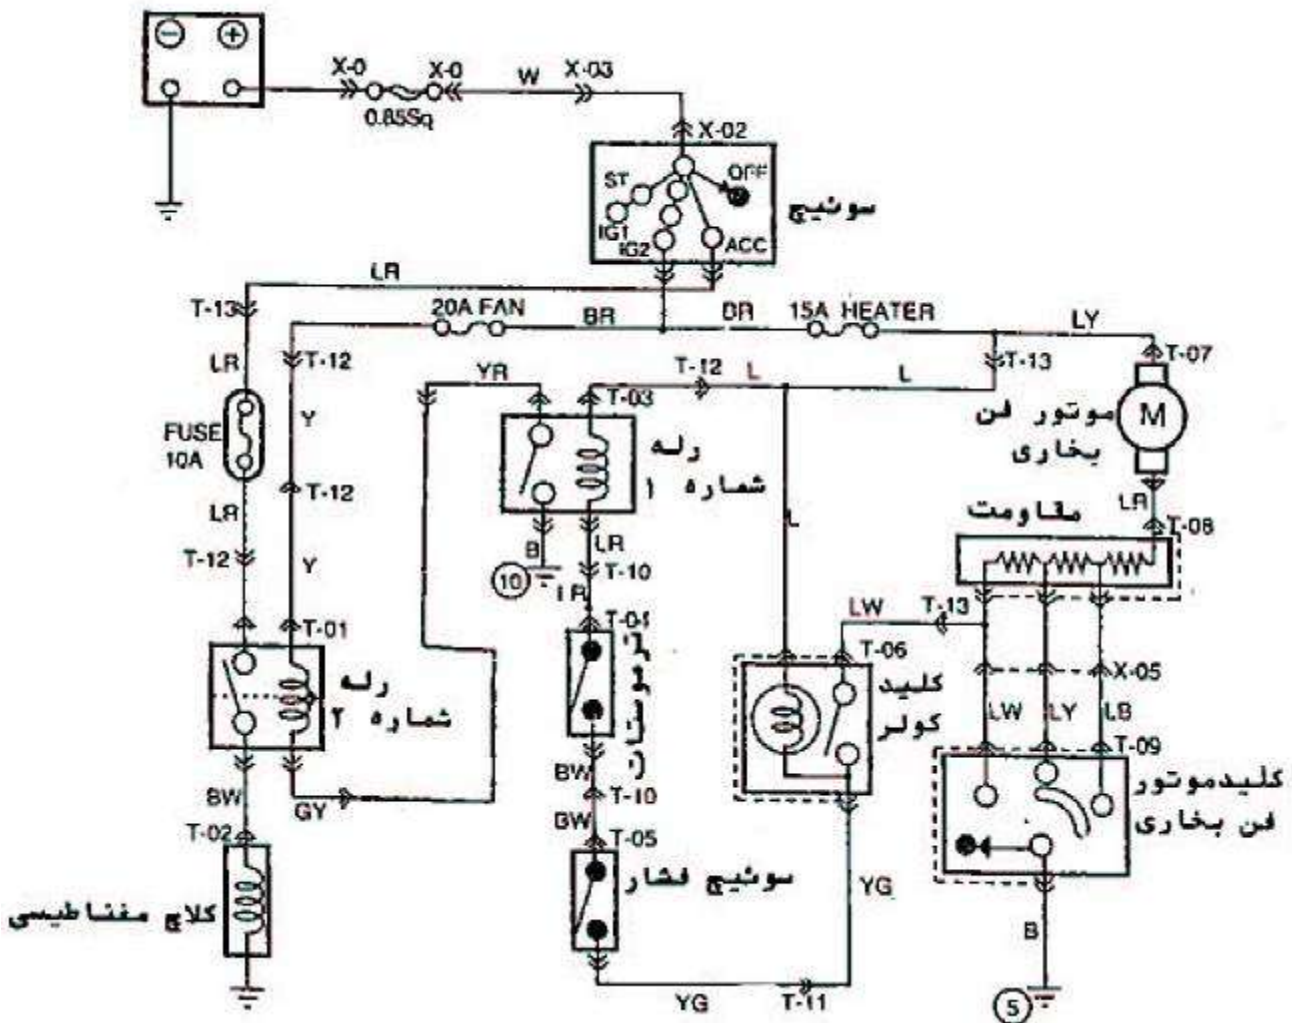 X-0
X-0
W
X-03
0.85Sq
X-02
ST
OFF
IG1
IG2
ACC
سوئیچ
LR
T-13
20A FAN
BR
BR
15A HEATER
LY
LR
T-12
YR
T-12
L
L
T-13
T-07
T-03
FUSE
10A
Y
رله
شماره ۱
M
موتور فن
بخاری
T-12
LR
LR
مقاومت
T-08
LR
B
T-10
10
LR
T-12
Y
T-01
T-04
LW
T-13
T-06
X-05
رله
شماره ۲
کلید
کولر
LW
LY
LB
T-09
BW
GY
BW
T-10
BW
T-05
T-02
L
کلیدموتور
فن بخاری
سوئیچ فشار
YG
کلاچ مغناطیسی
B
YG
T-11
5